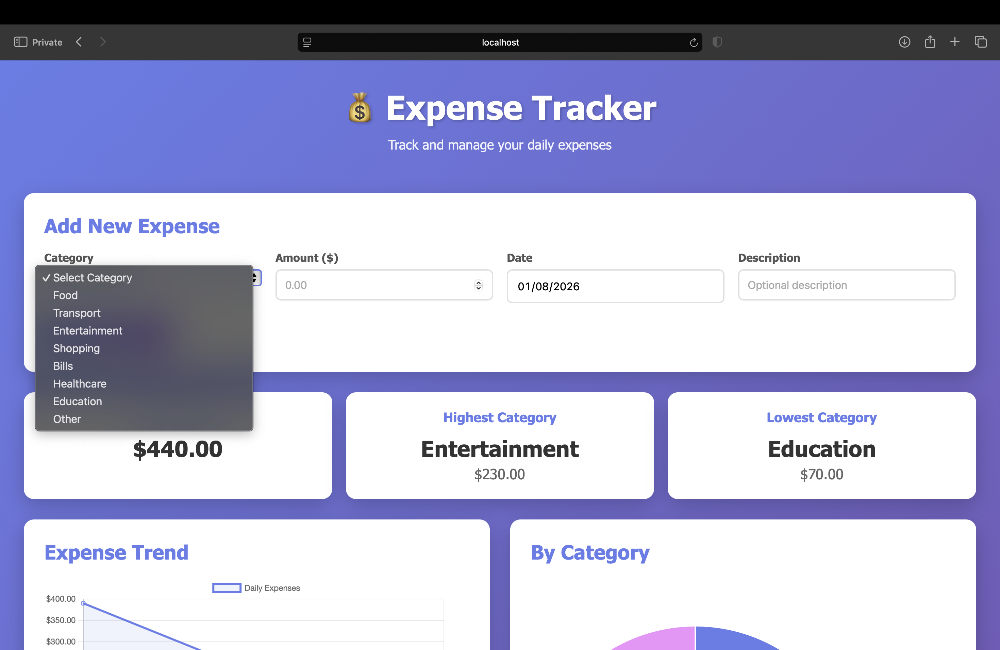 Private
localhost
Expense Tracker
Track and manage your daily expenses
Add New Expense
Category
Amount ($)
Date
Description
✓ Select Category
Food
Transport
Entertainment
Shopping
Bills
Healthcare
Education
Other
0.00
01/08/2026
Optional description
$440.00
Highest Category
Entertainment
$230.00
Lowest Category
Education
$70.00
Expense Trend
Daily Expenses
$400.00
$350.00
$300.00
By Category